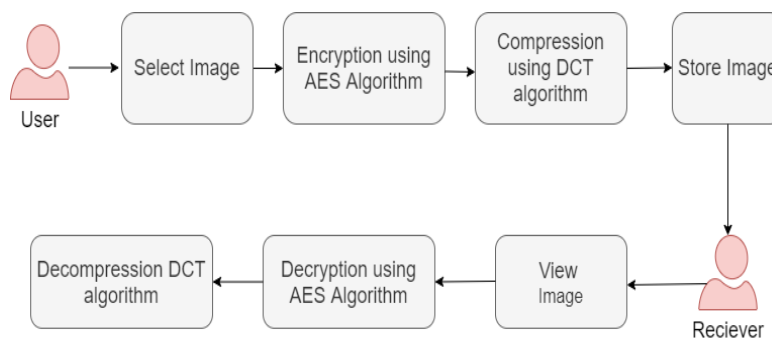 User
Select Image
Encryption using
AES Algorithm
Compression
using DCT
algorithm
Store Image
Reciever
View
Image
Decryption using
AES Algorithm
Decompression DCT
algorithm